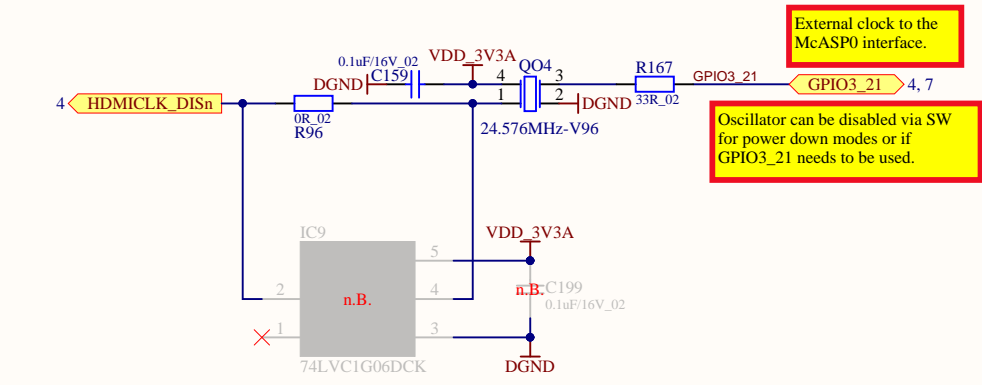 External clock to the
McASP0 interface.
0.1uF/16V_02
VDD_3V3A
C159
DGND
QO4
4
3
1
2
DGND
24.576MHz-V96
R167
33R_02
GPIO3_21
GPIO3_21
4, 7
4
HDMICLK_DISn
0R_02
R96
Oscillator can be disabled via SW
for power down modes or if
GPIO3_21 needs to be used.
IC9
5
2
n.B.
4
1
3
74LVC1G06DCK
VDD_3V3A
n.B.
C199
0.1uF/16V_02
DGND